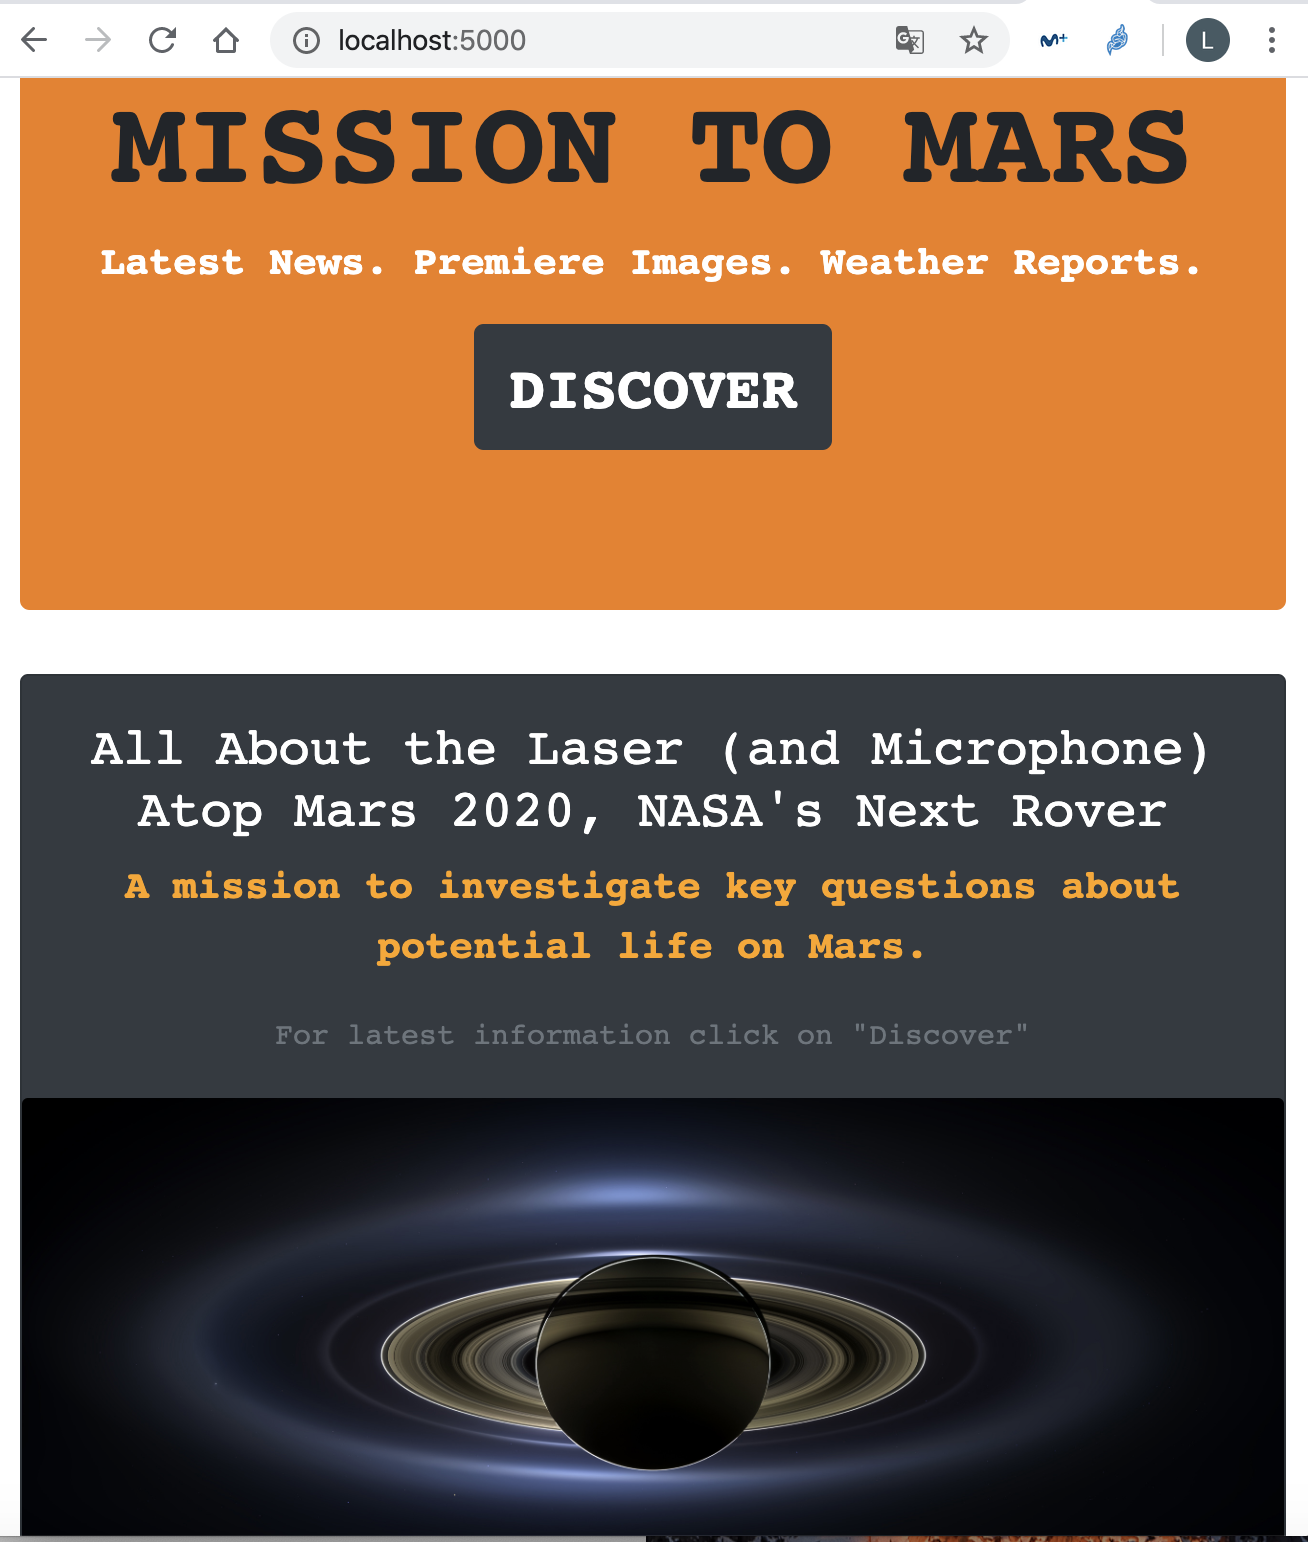 localhost:5000
L
MISSION TO MARS
Latest News. Premiere Images. Weather Reports.
DISCOVER
All About the Laser (and Microphone)
Atop Mars 2020, NASA's Next Rover
A mission to investigate key questions about
potential life on Mars.
For latest information click on "Discover"